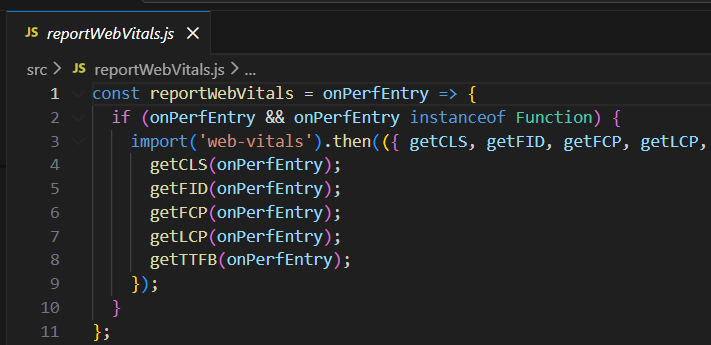 JS reportWebVitals.js ×
src > JS reportWebVitals.js > ...
1 const reportWebVitals = onPerfEntry => {
2 if (onPerfEntry && onPerfEntry instanceof Function) {
3 import('web-vitals').then(({ getCLS, getFID, getFCP, getLCP,
4 getCLS(onPerfEntry);
5 getFID(onPerfEntry);
6 getFCP(onPerfEntry);
7 getLCP(onPerfEntry);
8 getTTFB(onPerfEntry);
9 });
10 }
11 };